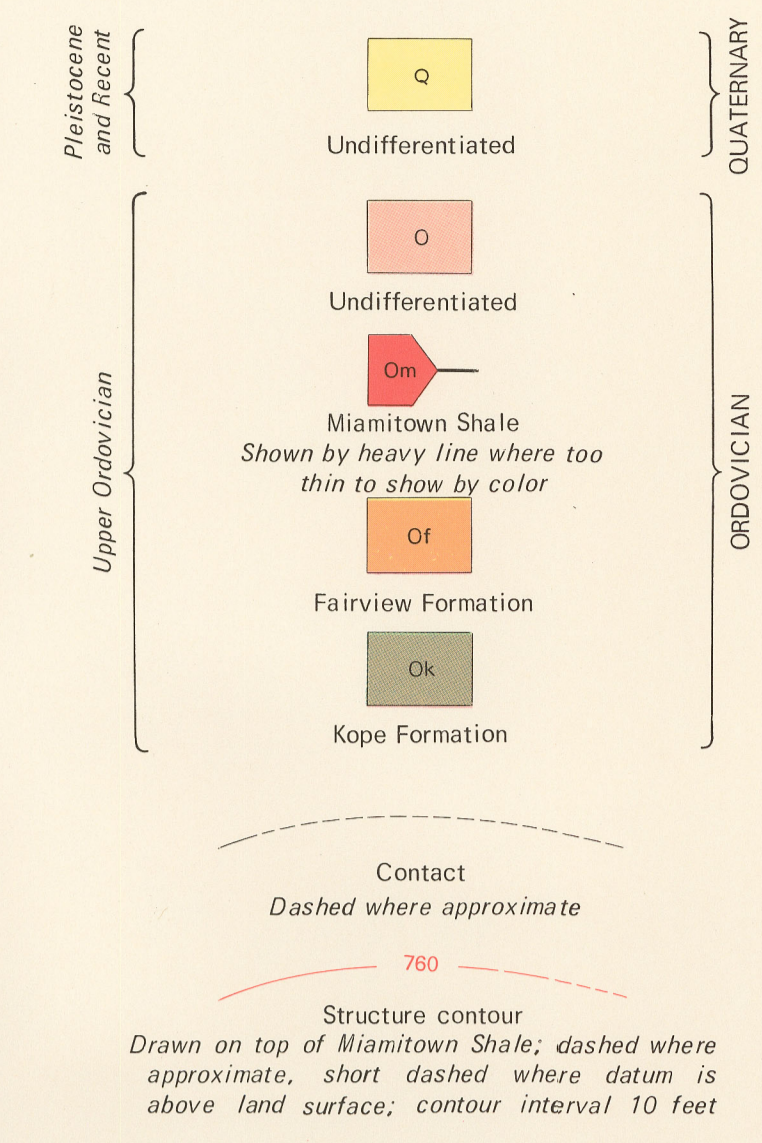 Pleistocene
and Recent
Q
Undifferentiated
QUATERNARY
O
Undifferentiated
Om
Miamitown Shale
Shown by heavy line where too
thin to show by color
Of
Fairview Formation
Ok
Kope Formation
Upper Ordovician
ORDOVICIAN
Contact
Dashed where approximate
760
Structure contour
Drawn on top of Miamitown Shale; dashed where
approximate, short dashed where datum is
above land surface; contour interval 10 feet